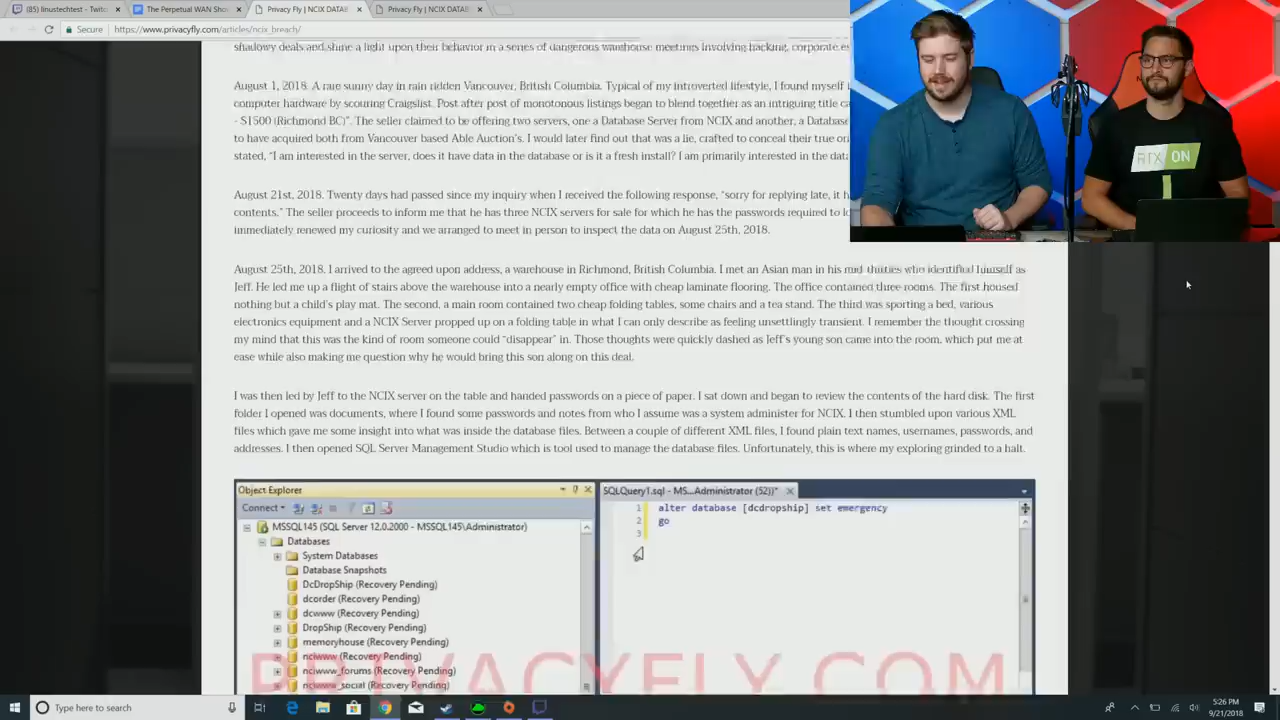 (85) linustechtest - Twitc
The Perpetual WAN Show
Privacy Fly | NCIX DATAB
Privacy Fly | NCIX DATAB
Secure
https://www.privacyfly.com/articles/ncix_breach/
shadowy deals and shine a light upon their behavior in a series of dangerous warehouse meetings involving hacking, corporate es
August 1, 2018. A rare sunny day in rain ridden Vancouver, British Columbia. Typical of my introverted lifestyle, I found myself i
computer hardware by scouring Craigslist. Post after post of monotonous listings began to blend together as an intriguing title ca
- $1500 (Richmond BC)". The seller claimed to be offering two servers, one a Database Server from NCIX and another, a Database
to have acquired both from Vancouver based Able Auction's. I would later find out that was a lie, crafted to conceal their true on
stated, "I am interested in the server, does it have data in the database or is it a fresh install? I am primarily interested in the data
August 21st, 2018. Twenty days had passed since my inquiry when I received the following response, "sorry for replying late, it h
contents." The seller proceeds to inform me that he has three NCIX servers for sale for which he has the passwords required to lo
immediately renewed my curiosity and we arranged to meet in person to inspect the data on August 25th, 2018.
RTX ON
August 25th, 2018, I arrived to the agreed upon address, a warehouse in Richmond, British Columbia. I met an Asian man in his mid-thirties who identified himself as
Jeff. He led me up a flight of stairs above the warehouse into a nearly empty office with cheap laminate flooring. The office contained three rooms. The first housed
nothing but a child's play mat. The second, a main room contained two cheap folding tables, some chairs and a tea stand. The third was sporting a bed, various
electronics equipment and a NCIX Server propped up on a folding table in what I can only describe as feeling unsettlingly transient. I remember the thought crossing
my mind that this was the kind of room someone could "disappear" in. Those thoughts were quickly dashed as Jeff's young son came into the room, which put me at
ease while also making me question why he would bring this son along on this deal.
I was then led by Jeff to the NCIX server on the table and handed passwords on a piece of paper. I sat down and began to review the contents of the hard disk. The first
folder I opened was documents, where I found some passwords and notes from who I assume was a system administer for NCIX. I then stumbled upon various XML
files which gave me some insight into what was inside the database files. Between a couple of different XML files, I found plain text names, usernames, passwords, and
addresses. I then opened SQL Server Management Studio which is tool used to manage the database files. Unfortunately, this is where my exploring grinded to a halt.
Object Explorer
Connect
MSSQL145 (SQL Server 12.0.2000 - MSSQL145\Administrator)
Databases
System Databases
Database Snapshots
DcDropShip (Recovery Pending)
dcorder (Recovery Pending)
dcwww (Recovery Pending)
DropShip (Recovery Pending)
memoryhouse (Recovery Pending)
nciwww (Recovery Pending)
nciwww_forums (Recovery Pending)
nciwww_social (Recovery Pending)
SQLQuery1.sql - MS...Administrator (52))*
1 alter database [dcdropship] set emergency
2 go
3
PRIVACYFLY.COM
Type here to search
5:26 PM
9/21/2018